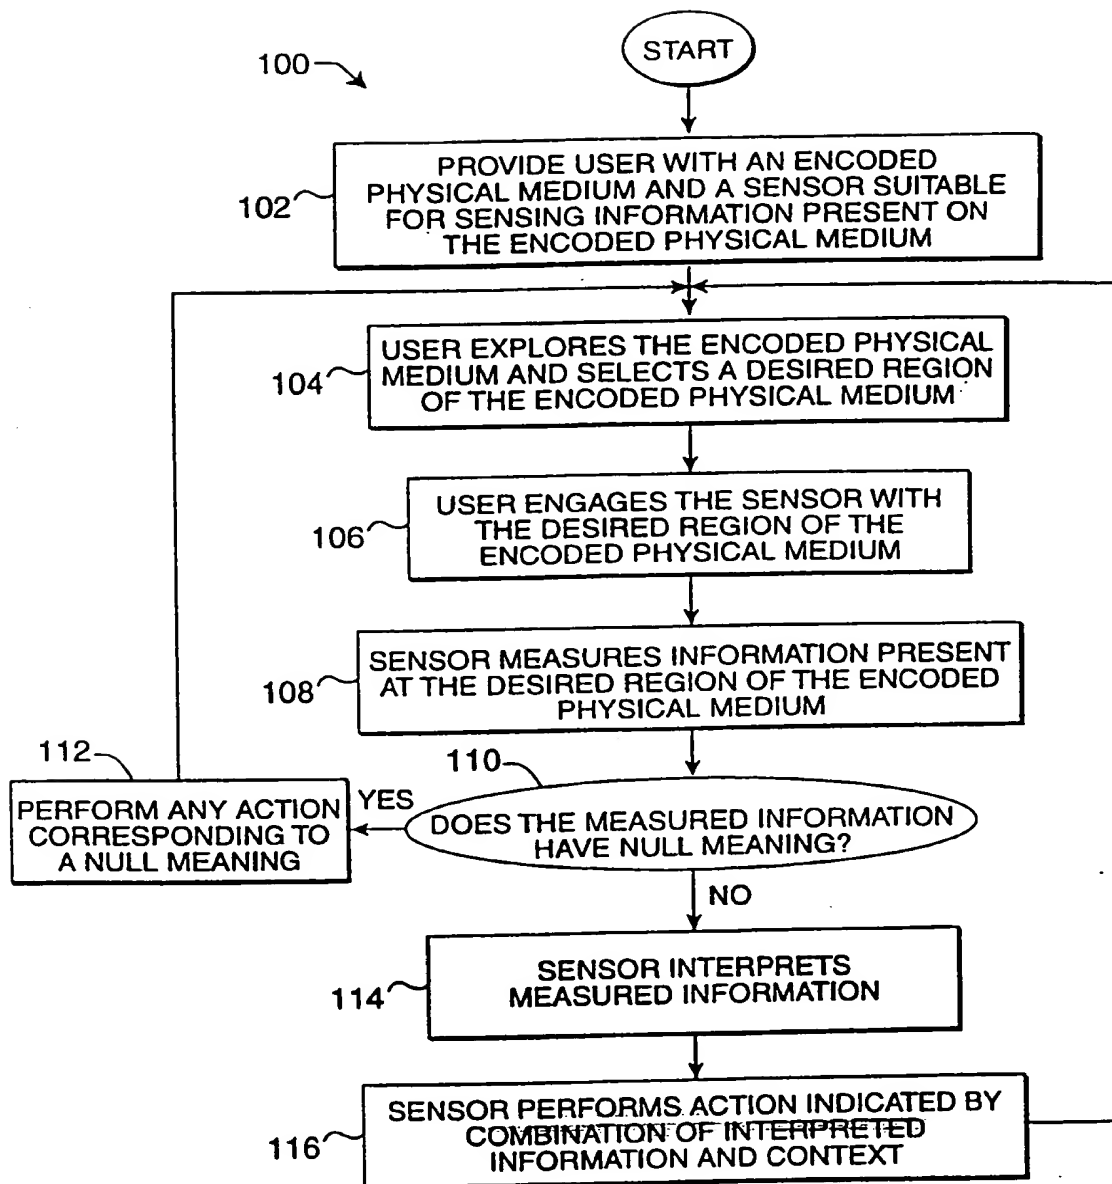 START
100
PROVIDE USER WITH AN ENCODED
PHYSICAL MEDIUM AND A SENSOR SUITABLE
FOR SENSING INFORMATION PRESENT ON
THE ENCODED PHYSICAL MEDIUM
102
USER EXPLORES THE ENCODED PHYSICAL
MEDIUM AND SELECTS A DESIRED REGION
OF THE ENCODED PHYSICAL MEDIUM
104
USER ENGAGES THE SENSOR WITH
THE DESIRED REGION OF THE
ENCODED PHYSICAL MEDIUM
106
SENSOR MEASURES INFORMATION PRESENT
AT THE DESIRED REGION OF THE ENCODED
PHYSICAL MEDIUM
108
112
110
PERFORM ANY ACTION
CORRESPONDING TO
A NULL MEANING
YES
DOES THE MEASURED INFORMATION
HAVE NULL MEANING?
NO
SENSOR INTERPRETS
MEASURED INFORMATION
114
SENSOR PERFORMS ACTION INDICATED BY
COMBINATION OF INTERPRETED
INFORMATION AND CONTEXT
116